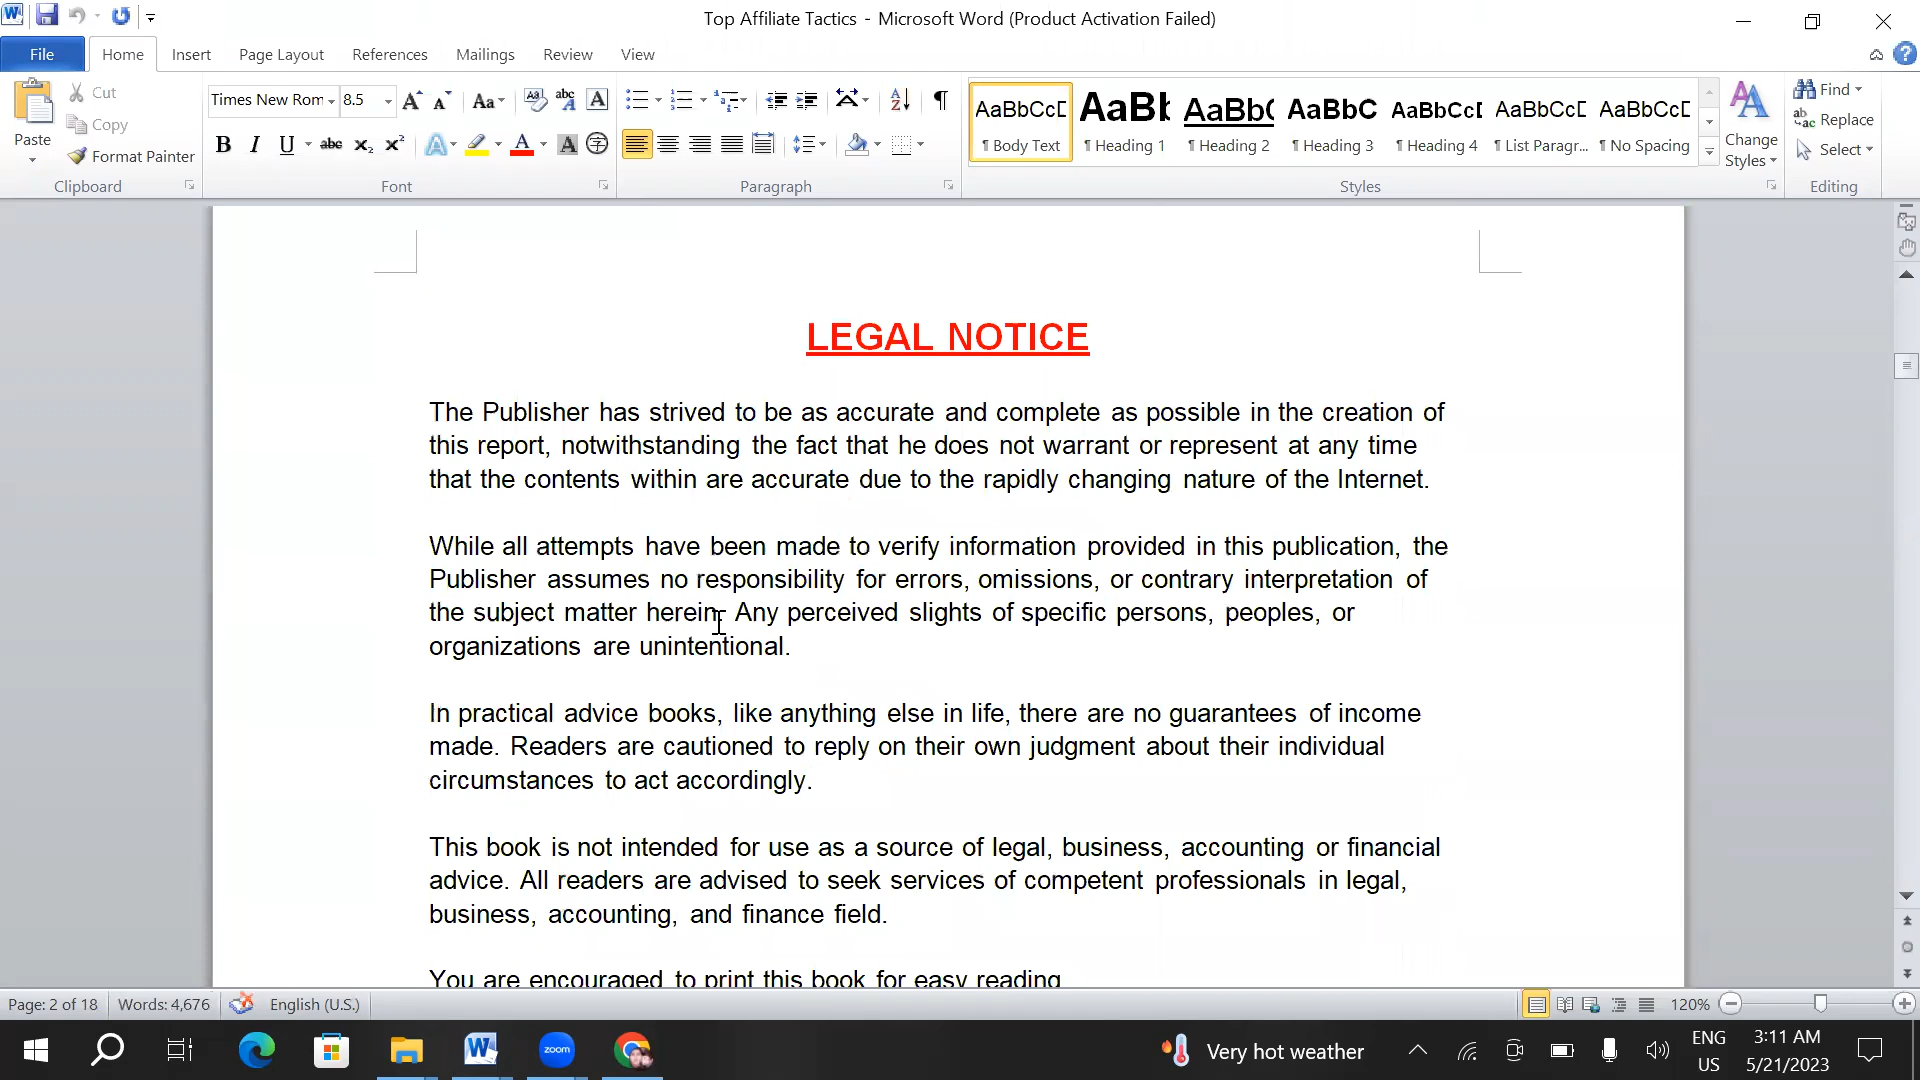 Top Affiliate Tactics - Microsoft Word (Product Activation Failed)
File Home Insert Page Layout References Mailings Review View
Paste
Cut
Copy
Format Painter
Clipboard
Times New Rom 8.5
Font
Paragraph
AaBbCcD AaBb AaBb( AaBbC AaBbCcD AaBbCcD AaBbCcD
¶ Body Text ¶ Heading 1 ¶ Heading 2 ¶ Heading 3 ¶ Heading 4 ¶ List Paragr... ¶ No Spacing
Styles
Change
Styles
Find
Replace
Select
Editing
LEGAL NOTICE
The Publisher has strived to be as accurate and complete as possible in the creation of
this report, notwithstanding the fact that he does not warrant or represent at any time
that the contents within are accurate due to the rapidly changing nature of the Internet.
While all attempts have been made to verify information provided in this publication, the
Publisher assumes no responsibility for errors, omissions, or contrary interpretation of
the subject matter herein. Any perceived slights of specific persons, peoples, or
organizations are unintentional.
In practical advice books, like anything else in life, there are no guarantees of income
made. Readers are cautioned to reply on their own judgment about their individual
circumstances to act accordingly.
This book is not intended for use as a source of legal, business, accounting or financial
advice. All readers are advised to seek services of competent professionals in legal,
business, accounting, and finance field.
You are encouraged to print this book for easy reading
Page: 2 of 18 Words: 4,676 English (U.S.) 120%
zoom
Very hot weather
ENG
US
3:11 AM
5/21/2023